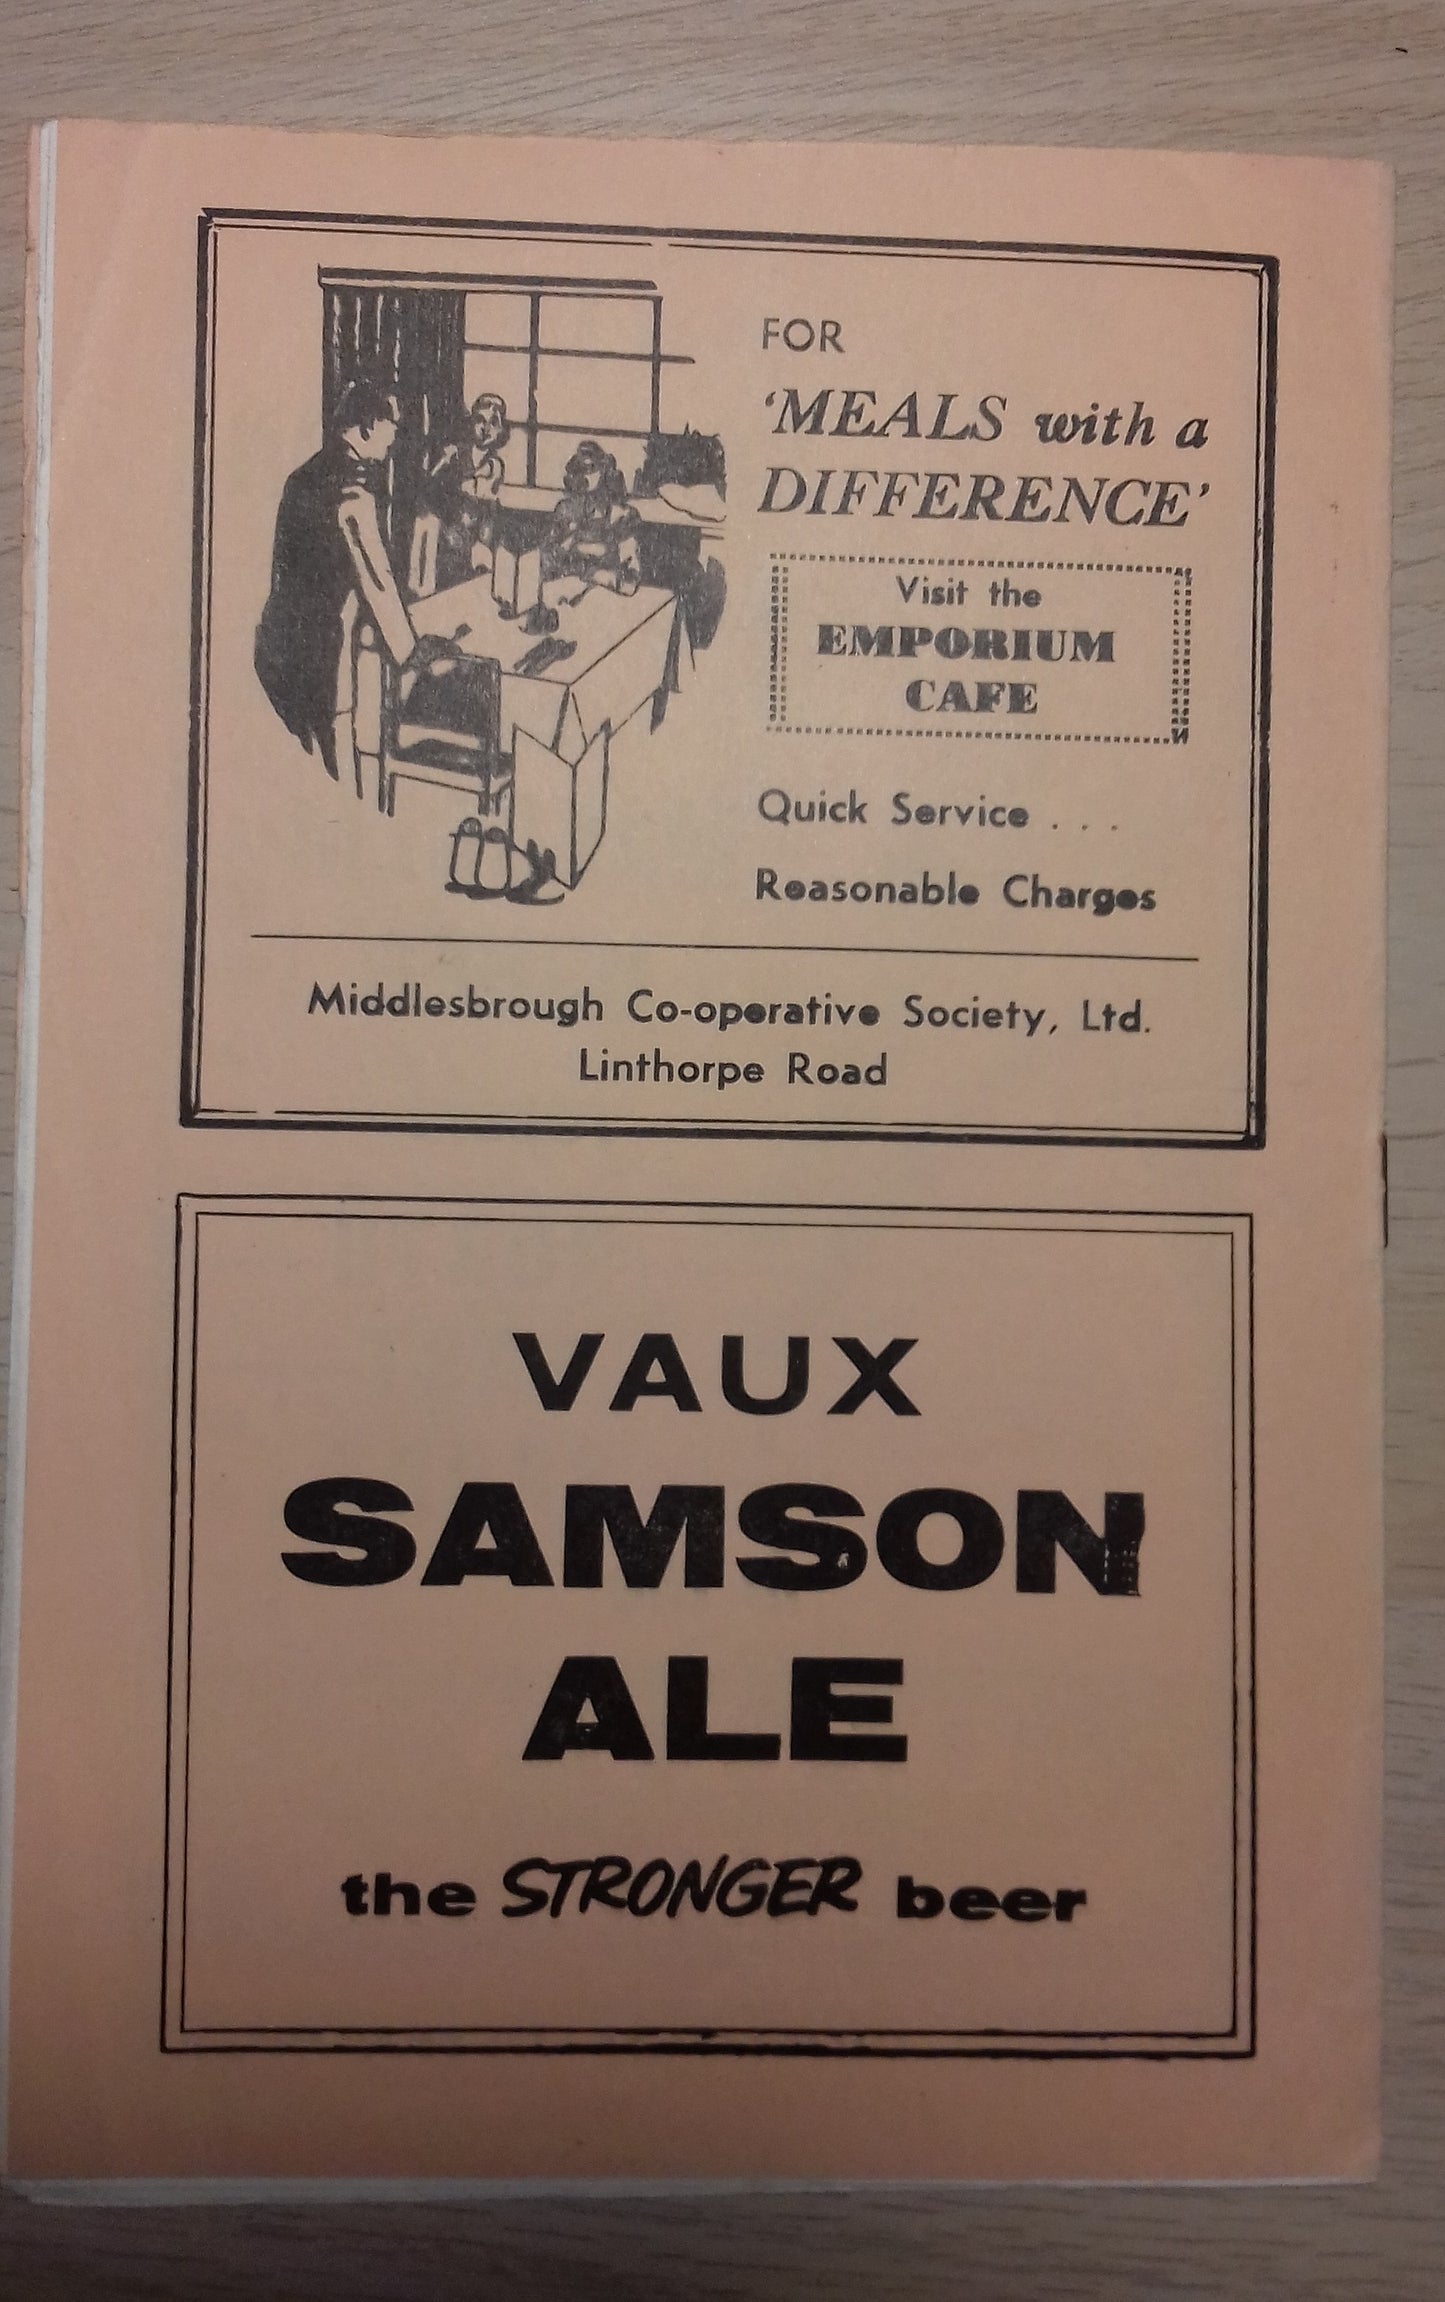 FOR
‘MEALS with a
DIFFERENCE’
Visit the
EMPORIUM
CAFE
Quick Service . . .
Reasonable Charges
Middlesbrough Co-operative Society, Ltd.
Linthorpe Road
VAUX
SAMSON
ALE
the STRONGER beer